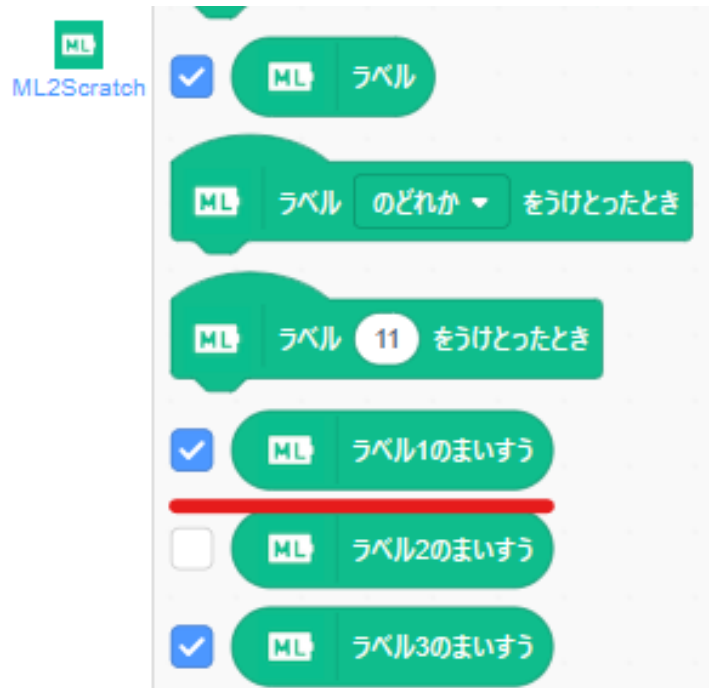 ML
ML2Scratch
ML ラベル
ML ラベル のどれか をうけとったとき
ML ラベル 11 をうけとったとき
ML ラベル1のまいすう
ML ラベル2のまいすう
ML ラベル3のまいすう